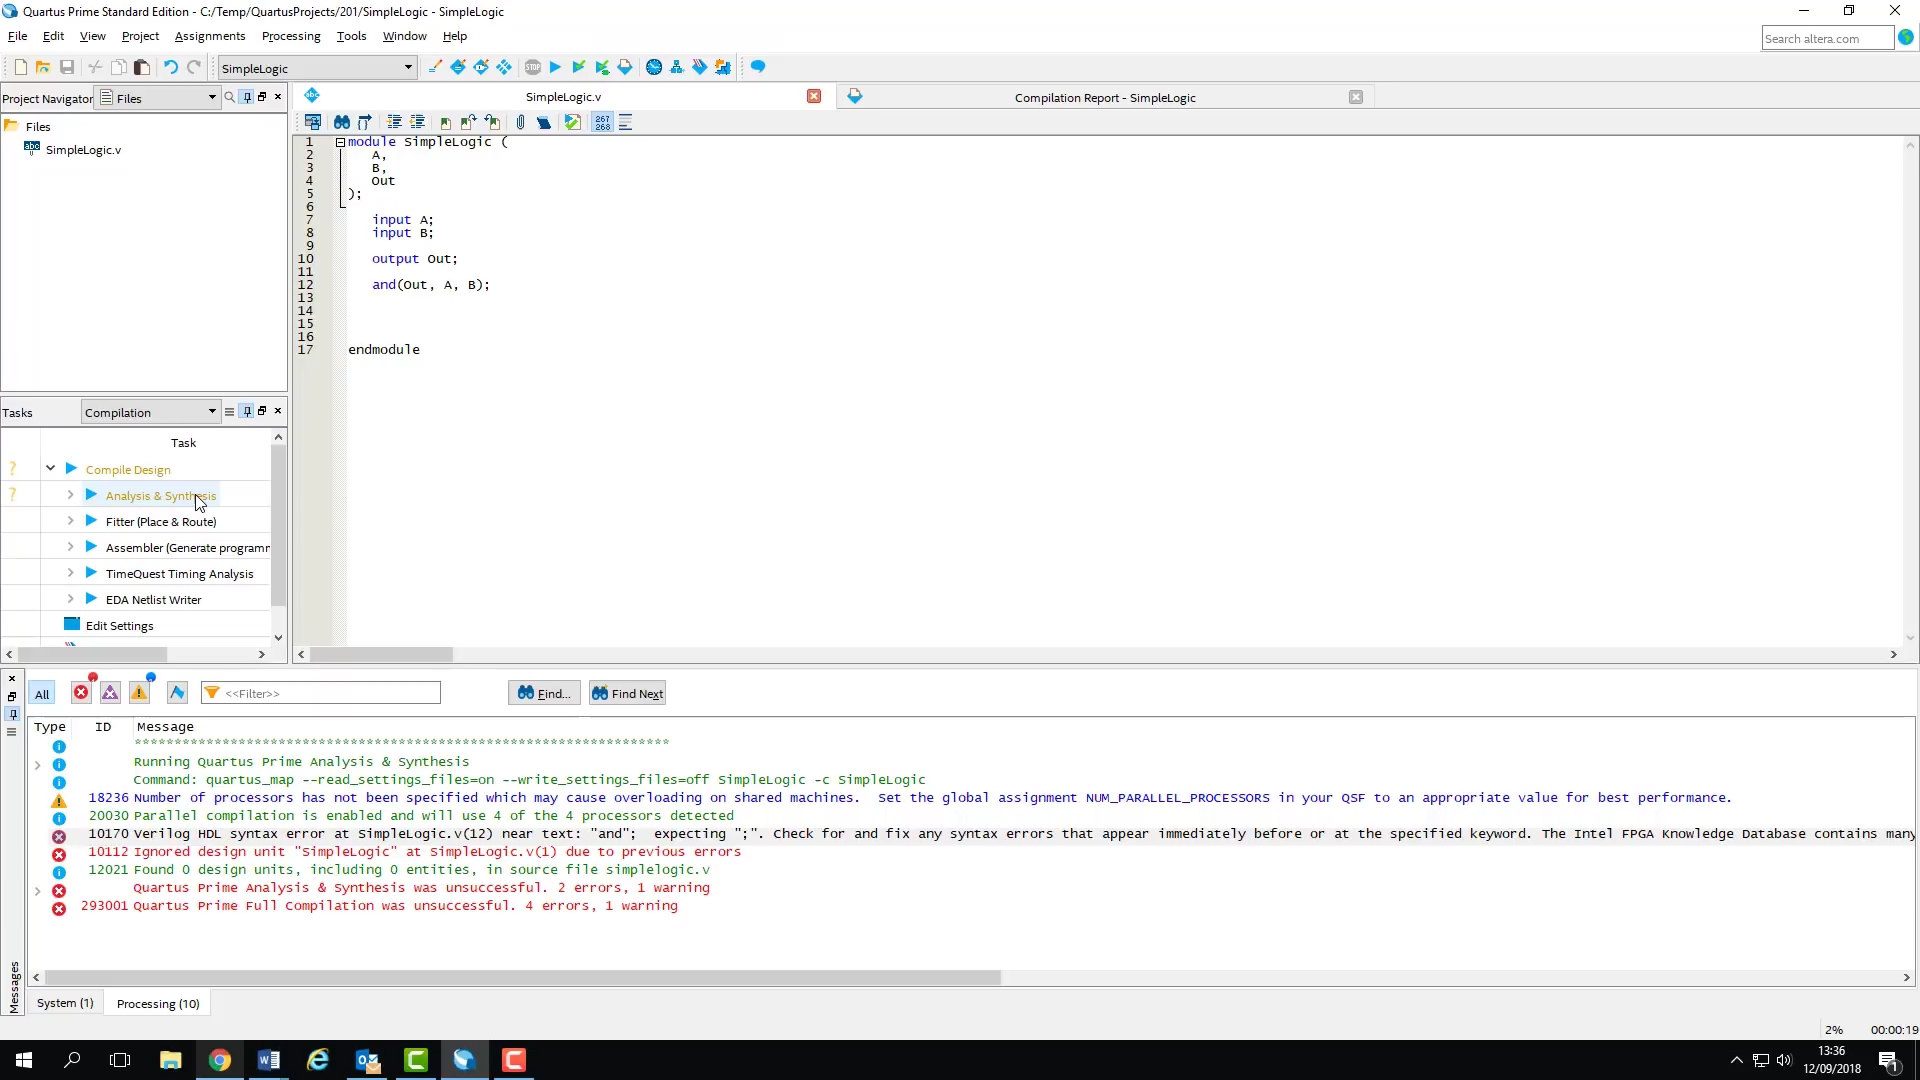 Quartus Prime Standard Edition - C:/Temp/QuartusProjects/201/SimpleLogic - SimpleLogic
File Edit View Project Assignments Processing Tools Window Help
Search altera.com
SimpleLogic
STOP
Project Navigator Files
Files
SimpleLogic.v
SimpleLogic.v
Compilation Report - SimpleLogic
267
268
1 module SimpleLogic (
2 A,
3 B,
4 Out
5 );
6
7 input A;
8 input B;
9
10 output Out;
11
12 and(Out, A, B);
13
14
15
16
17 endmodule
Tasks Compilation
Task
? Compile Design
? Analysis & Synthesis
Fitter (Place & Route)
Assembler (Generate programm
TimeQuest Timing Analysis
EDA Netlist Writer
Edit Settings
All <<Filter>> Find... Find Next
Type ID Message
*******************************************************************
Running Quartus Prime Analysis & Synthesis
Command: quartus_map --read_settings_files=on --write_settings_files=off SimpleLogic -c SimpleLogic
18236 Number of processors has not been specified which may cause overloading on shared machines. Set the global assignment NUM_PARALLEL_PROCESSORS in your QSF to an appropriate value for best performance.
20030 Parallel compilation is enabled and will use 4 of the 4 processors detected
10170 Verilog HDL syntax error at SimpleLogic.v(12) near text: "and"; expecting ";". Check for and fix any syntax errors that appear immediately before or at the specified keyword. The Intel FPGA Knowledge Database contains many
10112 Ignored design unit "SimpleLogic" at SimpleLogic.v(1) due to previous errors
12021 Found 0 design units, including 0 entities, in source file simplelogic.v
Quartus Prime Analysis & Synthesis was unsuccessful. 2 errors, 1 warning
293001 Quartus Prime Full Compilation was unsuccessful. 4 errors, 1 warning
Messages
System (1) Processing (10)
2% 00:00:19
13:36
12/09/2018
1